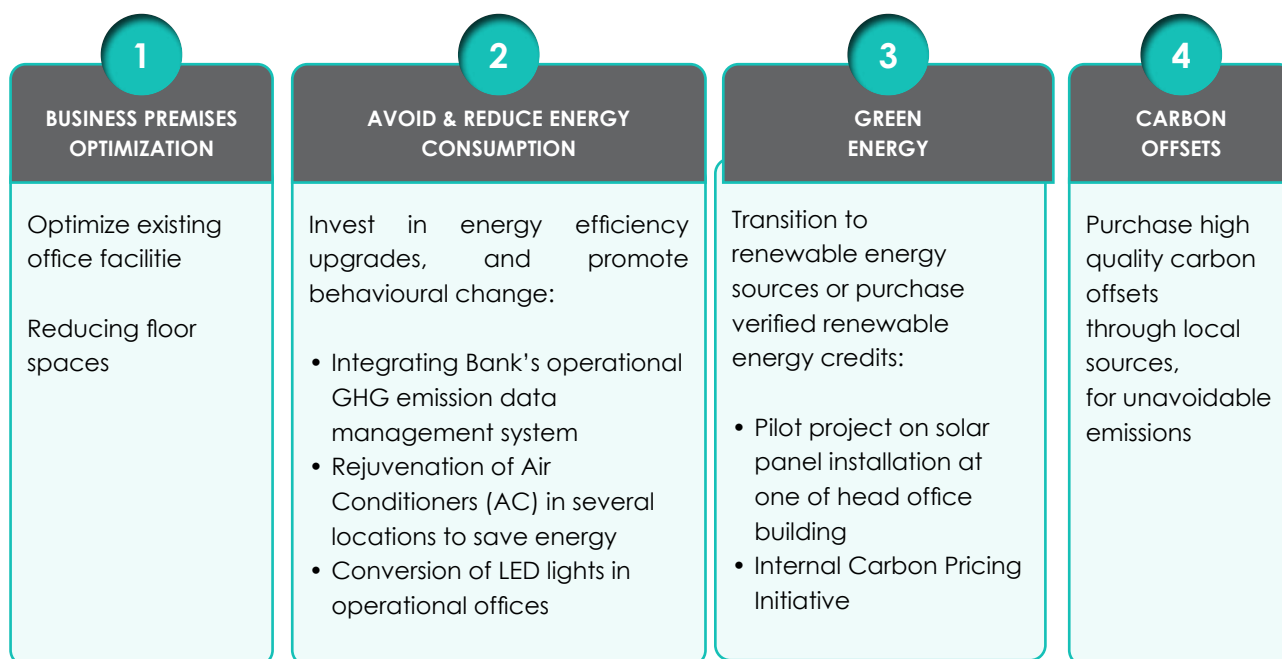 1
BUSINESS PREMISES
OPTIMIZATION
Optimize existing
office facilitie
Reducing floor
spaces
2
AVOID & REDUCE ENERGY
CONSUMPTION
Invest in energy efficiency
upgrades, and promote
behavioural change:
• Integrating Bank’s operational
GHG emission data
management system
• Rejuvenation of Air
Conditioners (AC) in several
locations to save energy
• Conversion of LED lights in
operational offices
3
GREEN
ENERGY
Transition to
renewable energy
sources or purchase
verified renewable
energy credits:
• Pilot project on solar
panel installation at
one of head office
building
• Internal Carbon Pricing
Initiative
4
CARBON
OFFSETS
Purchase high
quality carbon
offsets
through local
sources,
for unavoidable
emissions